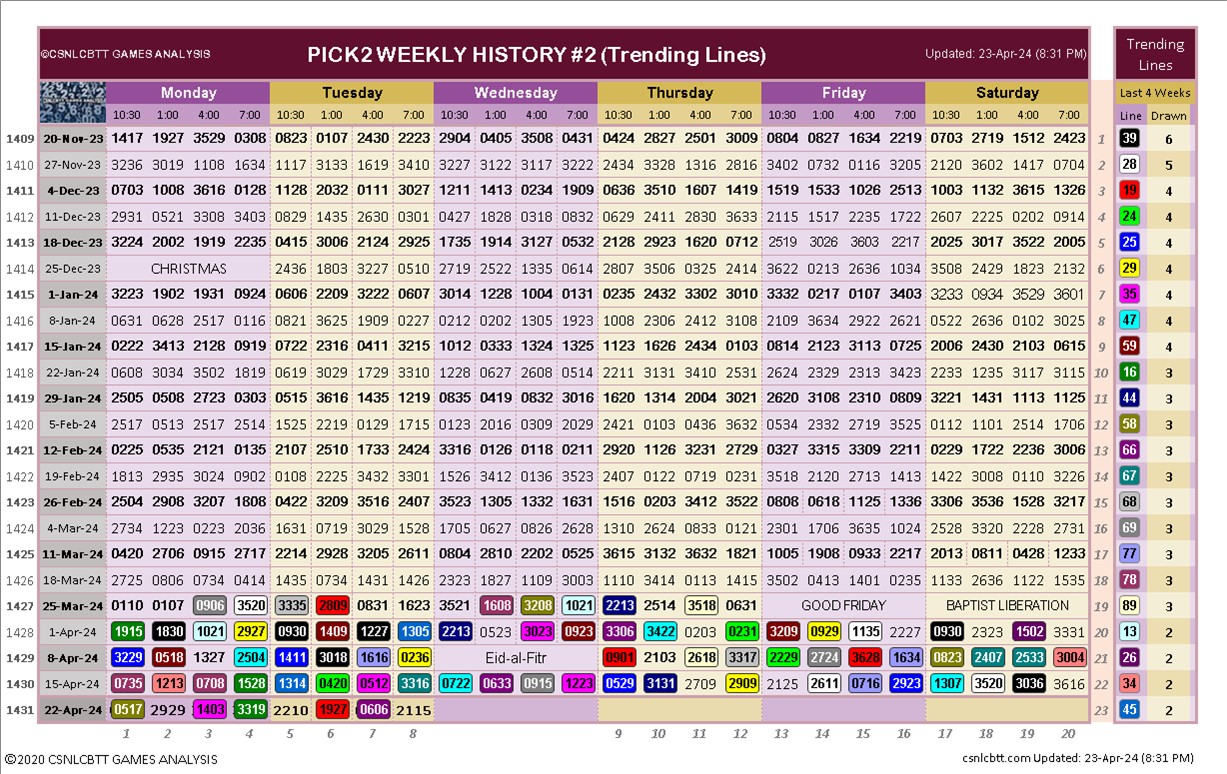 ©CSNLCBTT GAMES ANALYSIS PICK2 WEEKLY HISTORY #2 (Trending Lines) Updated: 23-Apr-24 (8:31 PM) Trending Lines
Monday Tuesday Wednesday Thursday Friday Saturday Last 4 Weeks
10:30 1:00 4:00 7:00 10:30 1:00 4:00 7:00 10:30 1:00 4:00 7:00 10:30 1:00 4:00 7:00 10:30 1:00 4:00 7:00 10:30 1:00 4:00 7:00 Line Drawn
1409 20-Nov-23 1417 1927 3529 0308 0823 0107 2430 2223 2904 0405 3508 0431 0424 2827 2501 3009 0804 0827 1634 2219 0703 2719 1512 2423 1 39 6
1410 27-Nov-23 3236 3019 1108 1634 1117 3133 1619 3410 3227 3122 3117 3222 2434 3328 1316 2816 3402 0732 0116 3205 2120 3602 1417 0704 2 28 5
1411 4-Dec-23 0703 1008 3616 0128 1128 2032 0111 3027 1211 1413 0234 1909 0636 3510 1607 1419 1519 1533 1026 2513 1003 1132 3615 1326 3 19 4
1412 11-Dec-23 2931 0521 3308 3403 0829 1435 2630 0301 0427 1828 0318 0832 0629 2411 2830 3633 2115 1517 2235 1722 2607 2225 0202 0914 4 24 4
1413 18-Dec-23 3224 2002 1919 2235 0415 3006 2124 2925 1735 1914 3127 0532 2128 2923 1620 0712 2519 3026 3603 2217 2025 3017 3522 2005 5 25 4
1414 25-Dec-23 CHRISTMAS 2436 1803 3227 0517 2719 2522 1335 0614 2807 3506 0325 2414 3622 0213 2636 1034 3508 2429 1823 2132 6 29 4
1415 1-Jan-24 3223 1902 1931 0924 0606 2209 3222 0607 3014 1228 1004 0131 0235 2432 3302 3010 3332 0217 0107 3403 3233 0934 3529 3601 7 35 4
1416 8-Jan-24 0631 0628 2517 0116 0821 3625 1909 0227 0212 0202 1305 1923 1008 2306 2412 3108 2109 3634 2922 2621 0522 2636 0102 3025 8 47 4
1417 15-Jan-24 0222 3413 2128 0919 0722 2316 0411 3215 1012 0333 1324 1325 1123 1626 2434 0103 0814 2123 3113 0725 2006 2430 2103 0615 9 59 4
1418 22-Jan-24 0608 3034 3502 1819 0619 3029 1729 3310 1228 0627 2608 0514 2211 3131 3410 2531 2624 2329 2313 3423 2233 1235 3117 3115 10 16 3
1419 29-Jan-24 2505 0508 2723 0303 0515 3616 1435 1219 0835 0419 0832 3016 1620 1314 2004 3021 2620 3108 2310 0809 3221 1431 1113 1125 11 44 3
1420 5-Feb-24 2517 0513 2517 2514 1525 2219 0129 1715 0123 2016 0309 2029 2421 0103 0436 3632 0534 2332 2719 3525 0112 1101 2514 1706 12 58 3
1421 12-Feb-24 0225 0535 2121 0135 2107 2510 1733 2424 3316 0126 0118 0211 2920 1126 3231 2729 0327 3315 3309 2211 0229 1722 2236 3006 13 66 3
1422 19-Feb-24 1813 2935 3024 0902 0108 2225 3432 3301 1526 3412 0136 3523 2407 0122 0719 0231 3518 2120 2713 1413 1422 3008 0110 3226 14 67 3
1423 26-Feb-24 2504 2908 3207 1808 0422 3209 3516 2407 3523 1305 1332 1631 1516 0203 3412 3522 0808 0618 1125 1336 3306 3536 1528 3217 15 68 3
1424 4-Mar-24 2734 1223 0223 2036 1631 0719 3029 1528 1705 0627 0826 2628 1310 2624 0833 0121 2301 1706 3635 1024 2528 3320 2228 2731 16 69 3
1425 11-Mar-24 0420 2706 0915 2717 2214 2928 3205 2611 0804 2810 2202 0525 3615 3132 3632 1821 1005 1908 0933 2217 2013 0811 0428 1233 17 77 3
1426 18-Mar-24 2725 0806 0734 0414 1435 0734 1431 1426 2323 1827 1109 3003 1110 3414 0113 1415 3502 0413 1401 0235 1133 2636 1122 1535 18 78 3
1427 25-Mar-24 0110 0107 0906 3520 3335 2809 0831 1623 3521 1608 3208 1021 2213 2514 3518 0631 GOOD FRIDAY BAPTIST LIBERATION 19 89 3
1428 1-Apr-24 1915 1830 1021 2927 0930 1409 1227 1305 2213 0523 3023 0923 3306 3422 0203 0231 3209 0929 1135 2227 0930 2323 1502 3331 20 13 2
1429 8-Apr-24 3229 0518 1327 2504 1411 3018 1616 0236 Eid-al-Fitr 0901 2103 2618 3317 2229 2724 3628 1634 0823 2407 2533 3004 21 26 2
1430 15-Apr-24 0735 1213 0708 1528 1314 0420 0512 3316 0722 0633 0915 1223 0529 3131 2709 2909 2125 2611 0716 2923 1307 3520 3036 3616 22 34 2
1431 22-Apr-24 0517 2929 1403 3319 2210 1927 0606 2115 23 45 2
1 2 3 4 5 6 7 8 9 10 11 12 13 14 15 16 17 18 19 20
©2020 CSNLCBTT GAMES ANALYSIS csnlcbtt.com Updated: 23-Apr-24 (8:31 PM)